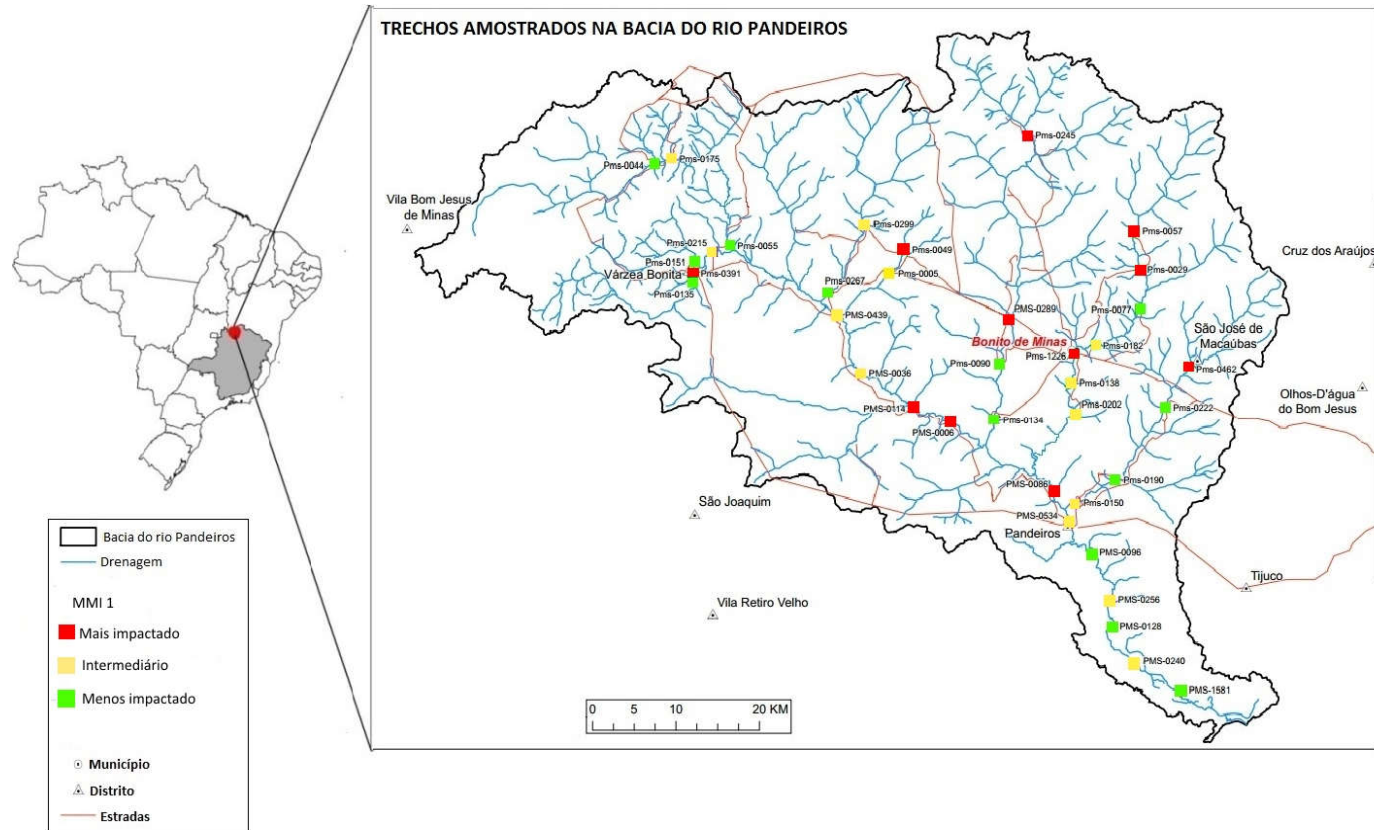 TRECHOS AMOSTRADOS NA BACIA DO RIO PANDEIROS
Pms-0245
Pms-0044
Pms-0175
Vila Bom Jesus
de Minas
Pms-0299
Pms-0057
Pms-0215
Pms-0055
Pms-0049
Cruz dos Araújos
Pms-0151
Várzea Bonita
Pms-0391
Pms-0005
Pms-0029
Pms-0135
Pms-0267
Pms-0077
PMS-0439
PMS-0289
São José de
Macaúbas
Bonito de Minas
Pms-0182
Pms-1226
Pms-0090
Pms-0462
PMS-0036
Pms-0138
Olhos-D'água
do Bom Jesus
PMS-0114
Pms-0202
Pms-0222
PMS-0006
Pms-0134
Pms-0190
PMS-0086
São Joaquim
Pms-0150
PMS-0534
Pandeiros
PMS-0096
Tijuco
Vila Retiro Velho
PMS-0256
PMS-0128
PMS-0240
PMS-1581
0 5 10 20 KM
Bacia do rio Pandeiros
Drenagem
MMI 1
Mais impactado
Intermediário
Menos impactado
Município
Distrito
Estradas